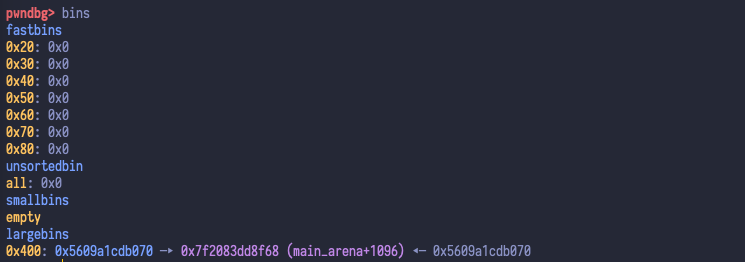 pwndbg> bins
fastbins
0x20: 0x0
0x30: 0x0
0x40: 0x0
0x50: 0x0
0x60: 0x0
0x70: 0x0
0x80: 0x0
unsortedbin
all: 0x0
smallbins
empty
largebins
0x400: 0x5609a1cdb070 —▸ 0x7f2083dd8f68 (main_arena+1096) ◂— 0x5609a1cdb070